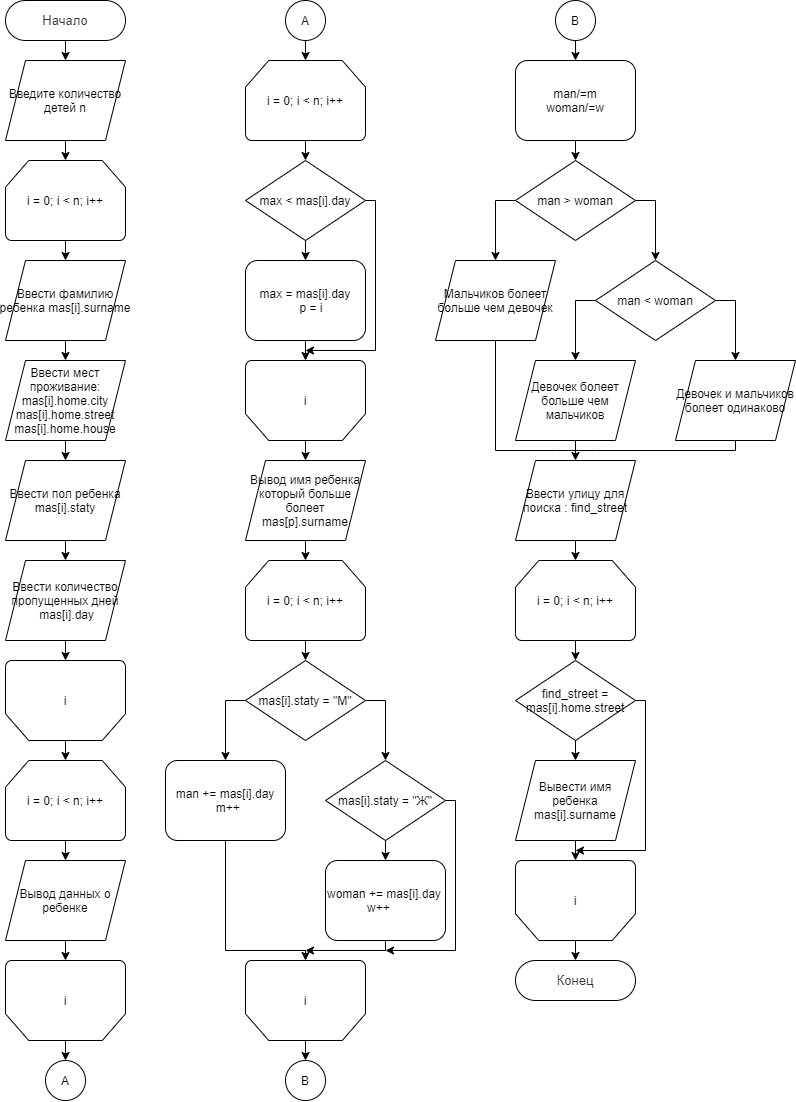 Начало
Введите количество
детей n
i = 0; i < n; i++
Ввести фамилию
ребенка mas[i].surname
Ввести мест
проживание:
mas[i].home.city
mas[i].home.street
mas[i].home.house
Ввести пол ребенка
mas[i].staty
Ввести количество
пропущенных дней
mas[i].day
i
i = 0; i < n; i++
Вывод данных о
ребенке
i
A
A
i = 0; i < n; i++
max < mas[i].day
max = mas[i].day
p = i
i
Вывод имя ребенка
который больше
болеет
mas[p].surname
i = 0; i < n; i++
mas[i].staty = "М"
man += mas[i].day
m++
mas[i].staty = "Ж"
woman += mas[i].day
w++
i
B
B
man/=m
woman/=w
man > woman
Мальчиков болеет
больше чем девочек
man < woman
Девочек болеет
больше чем
мальчиков
Девочек и мальчиков
болеет одинаково
Ввести улицу для
поиска : find_street
i = 0; i < n; i++
find_street =
mas[i].home.street
Вывести имя
ребенка
mas[i].surname
i
Конец